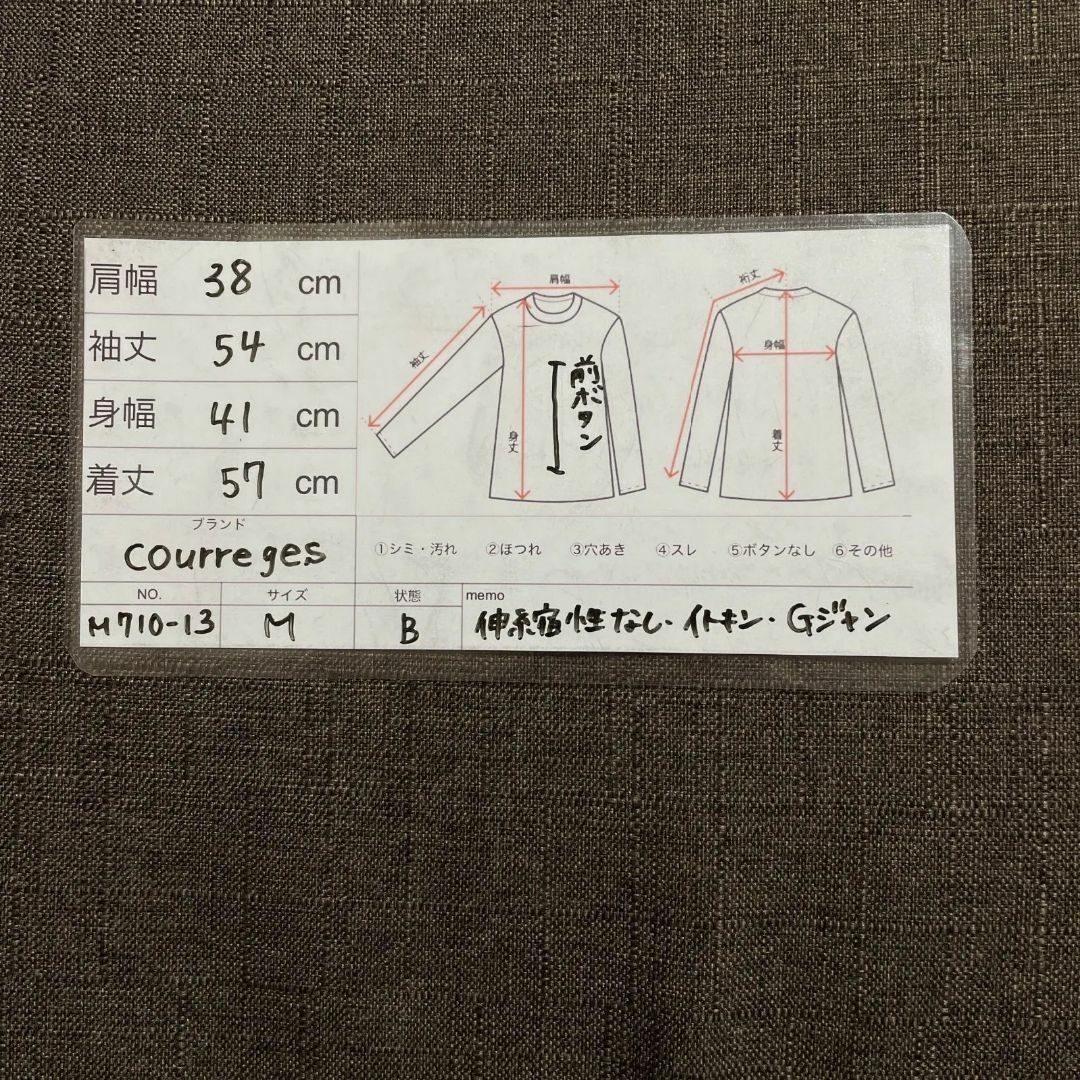 肩幅 38 cm
袖丈 54 cm
身幅 41 cm
着丈 57 cm
ブランド
courreges
NO. サイズ 状態
M710-13 M B
肩幅
袖丈
身丈
前ボタン
裄丈
身幅
着丈
①シミ・汚れ ②ほつれ ③穴あき ④スレ ⑤ボタンなし ⑥その他
memo
伸縮性なし・イトキン・Gジャン